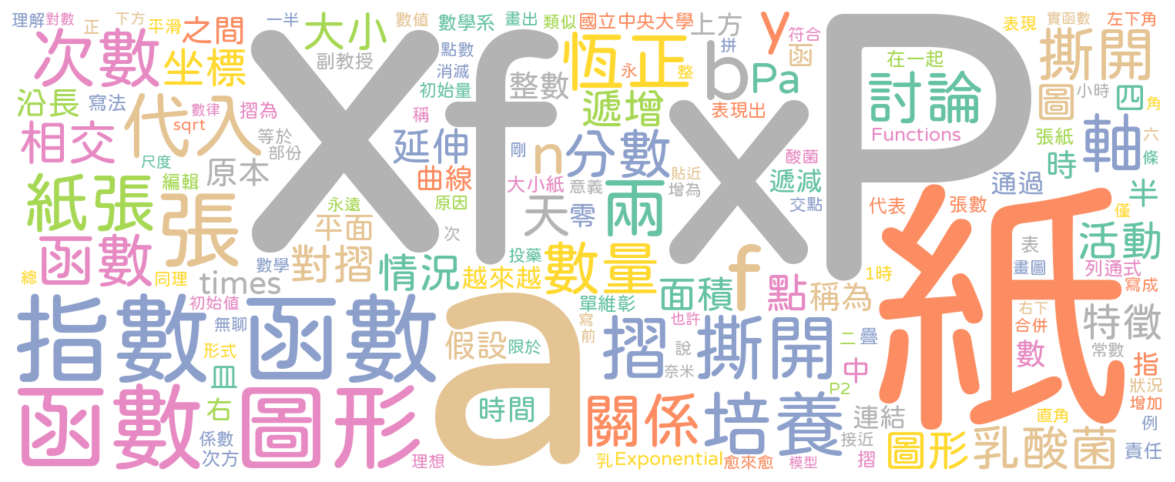 理解 對數 正 下方 平滑 一半 數值 數學系 畫出 類似 國立中央大學 上方 y 符合 表現 實函數 左下角
次數 坐標 之間 大小 副教授 X f 點數 消滅 初始量 恆正 整數 b 拼 永 整 函 Pa P 在一起 討論 撕開
沿長 寫法 數律 sqrt 摺為 代入 等於 部份 稱 延伸 剛 n 分數 遞增 表現出 x Functions 圖 小時 四 角
相交 尺度 原本 曲線 原因 大小紙 意義 貼近 增為 酸菌 遞減 交點 張紙 時 軸 六 條
紙張 編輯 張 永遠 平面 次 天 零 兩 代表 張數 通過 半 僅
函數 總 同理 times 數學 對摺 情況 投藥 越來越 數量 f 點 1時 紙 表 畫圖 列通式 活動 寫成
初始值 無聊 單維彰 面積 稱為 右下 合併 特徵
指數函數 形式 皿 a 假設 限於 寫 前 摺 也許 說 奈米 撕開 二 疊 中 數 常數 指 狀況
函數圖形 右 時間 關係 培養 P2 連結 直角 增加 例
係數 次方 理想 乳 Exponential 愈來愈 模型 接近 摺 圖形 乳酸菌 責任